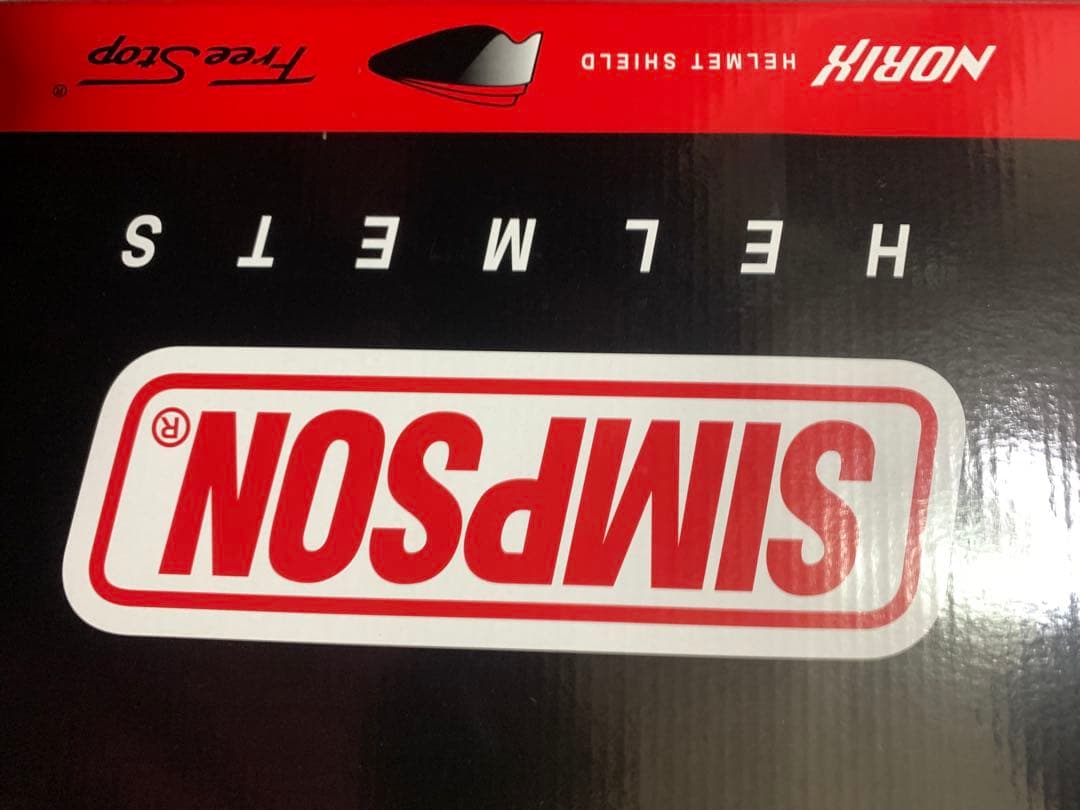 SIMPSON®
HELMETS
NORIX HELMET SHIELD Free Stop®